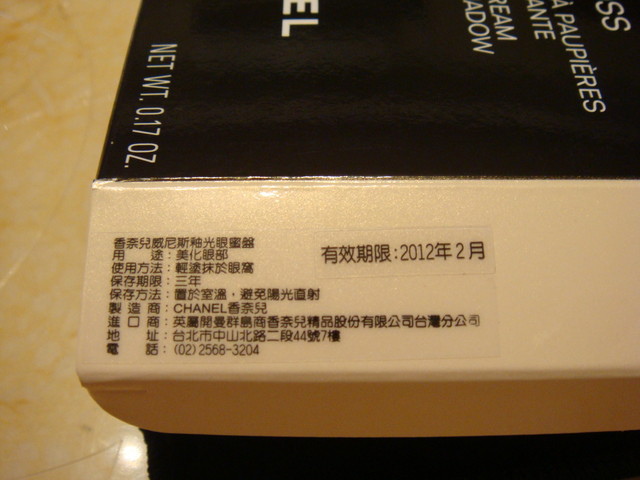 EL
SS
REAM
À PAUPIÈRES
ANTE
ADOW
NET WT. 0.17 OZ.
香奈兒威尼斯釉光眼蜜盤
用　　途：美化眼部
使用方法：輕塗抹於眼窩
保存期限：三年
保存方法：置於室溫，避免陽光直射
製 造 商：CHANEL香奈兒
進 口 商：英屬開曼群島商香奈兒精品股份有限公司台灣分公司
地　　址：台北市中山北路二段44號7樓
電　　話：(02)2568-3204
有效期限：2012年2月